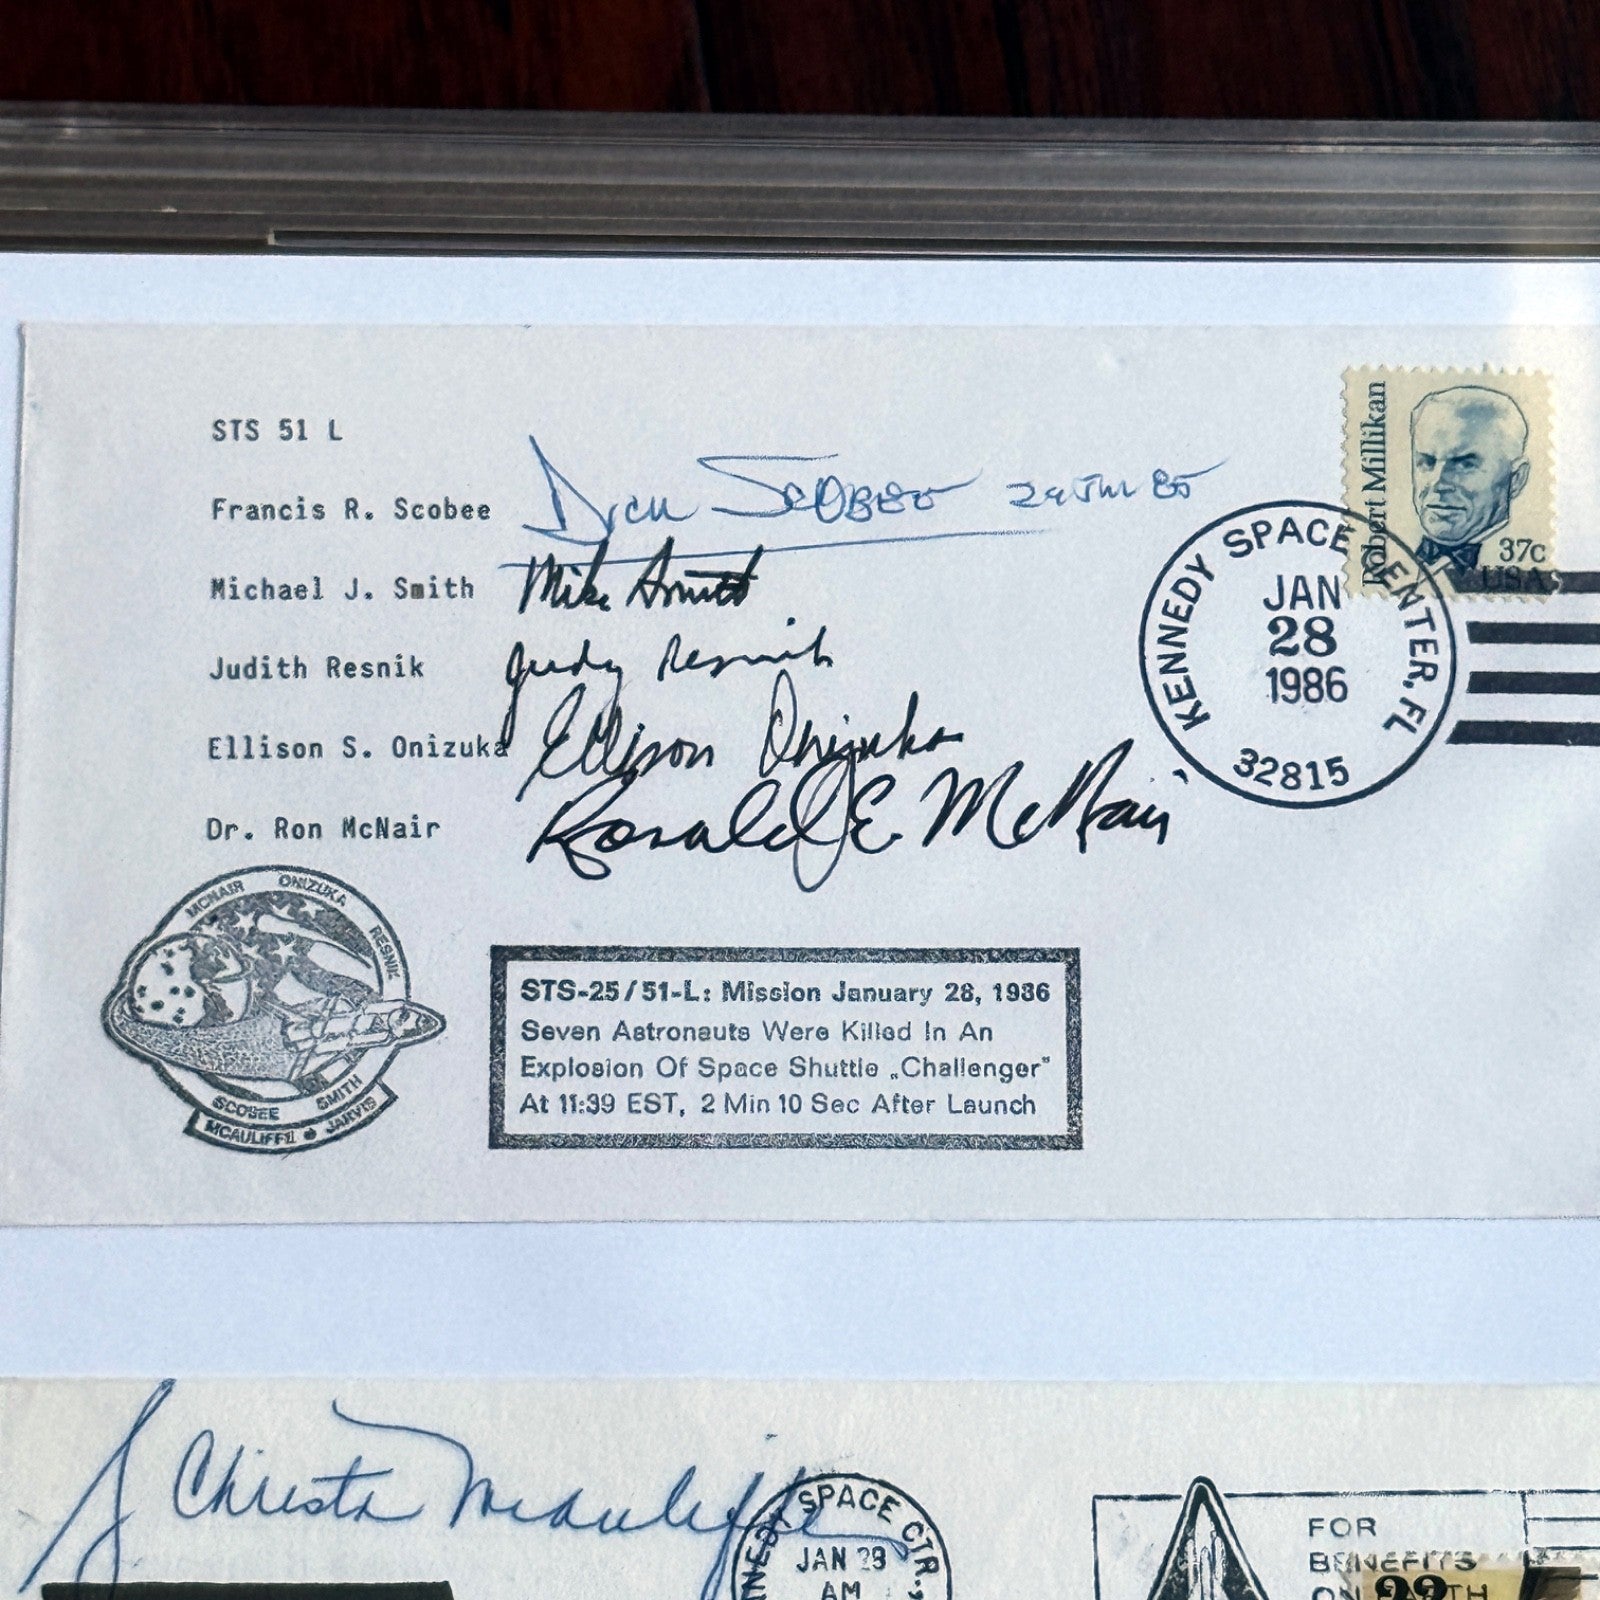 STS 51 L
Francis R. Scobee
Dick Scobee
Michael J. Smith
Mike Smith
Judith Resnik
Judy Resnik
Ellison S. Onizuka
Ellison Onizuka
Dr. Ron McNair
Ronald E. McNair
Robert Millikan
37c
USA
KENNEDY SPACE CENTER, FL
JAN
28
1986
32815
MCNAIR ONIZUKA RESNIK
SCOBEE SMITH
MCAULIFFE JARVIS
STS-25/51-L: Mission January 28, 1986
Seven Astronauts Were Killed In An
Explosion Of Space Shuttle „Challenger"
At 11:39 EST, 2 Min 10 Sec After Launch
S Christa McAuliffe
SPACE CTR.,
JAN 28
AM
FOR
BENEFITS
ON EARTH
22